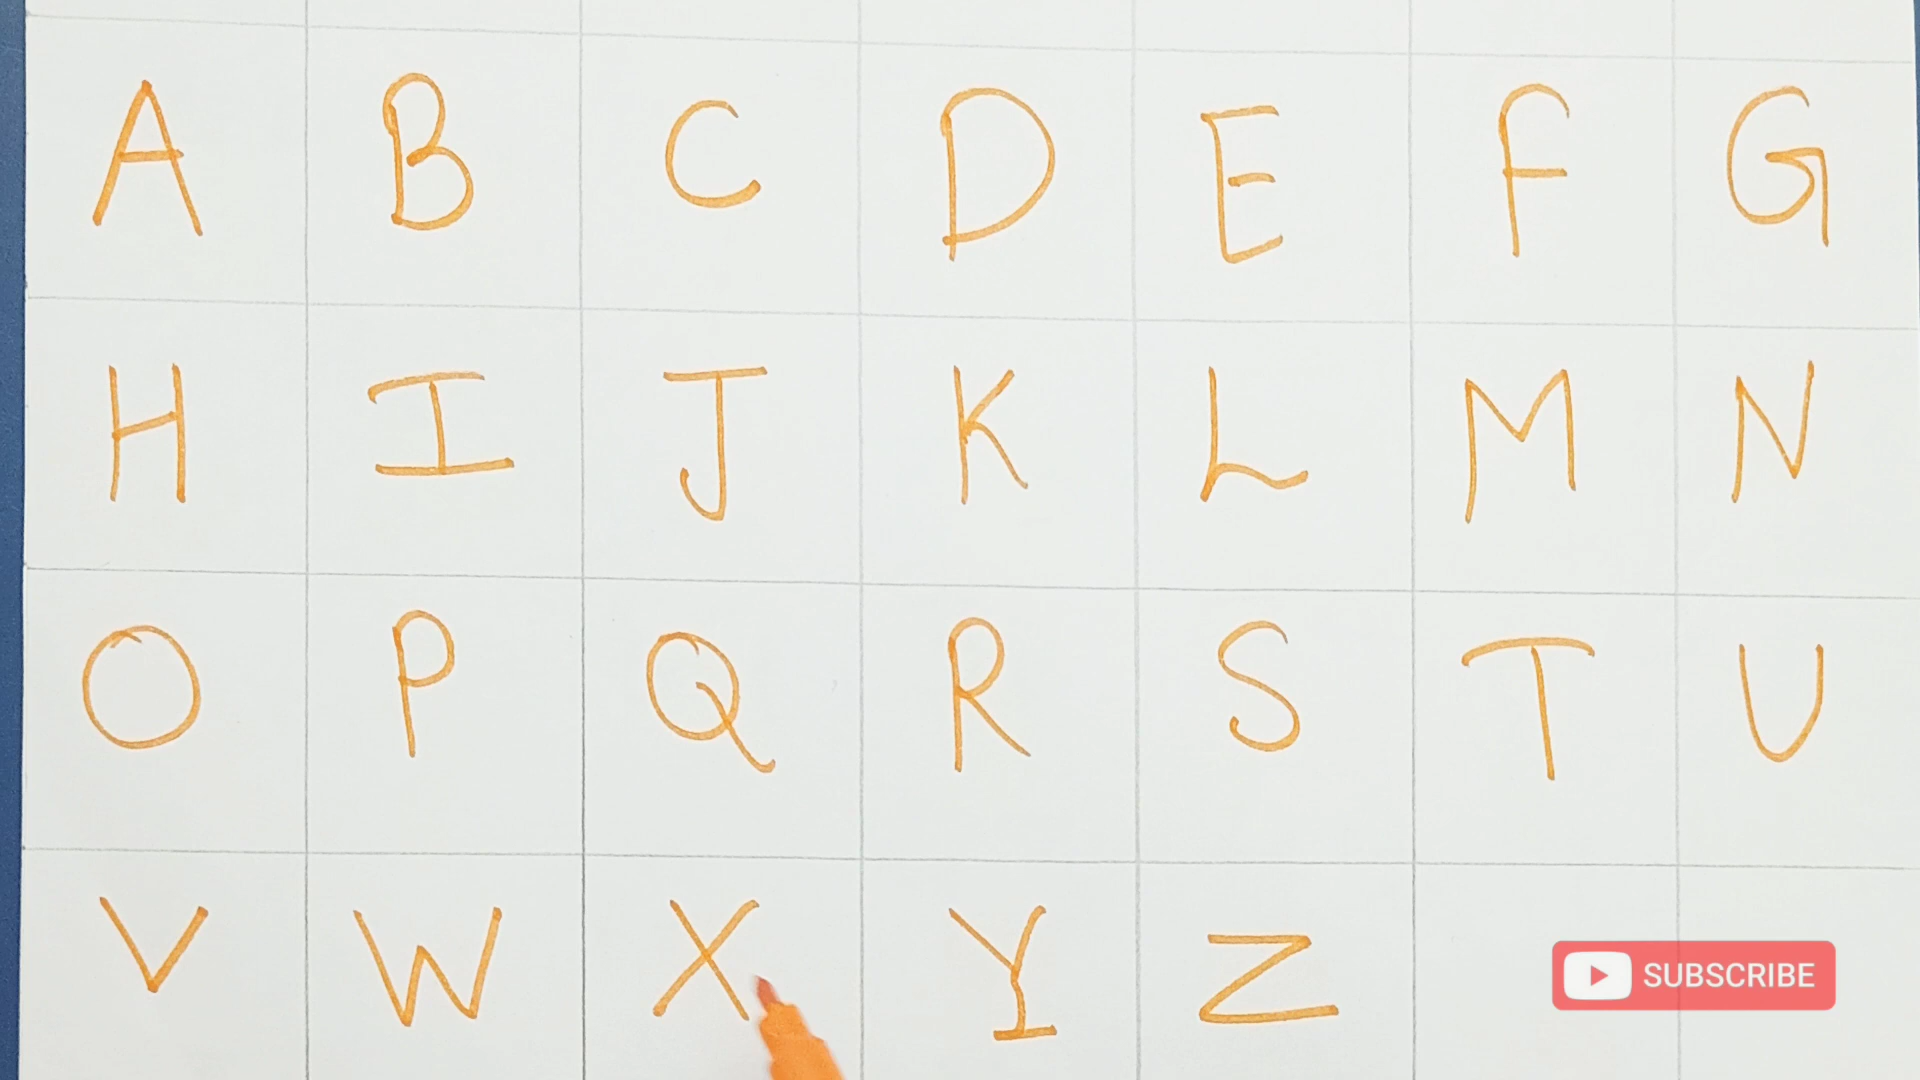 A B C D E F G
H I J K L M N
O P Q R S T U
V W X Y Z
SUBSCRIBE